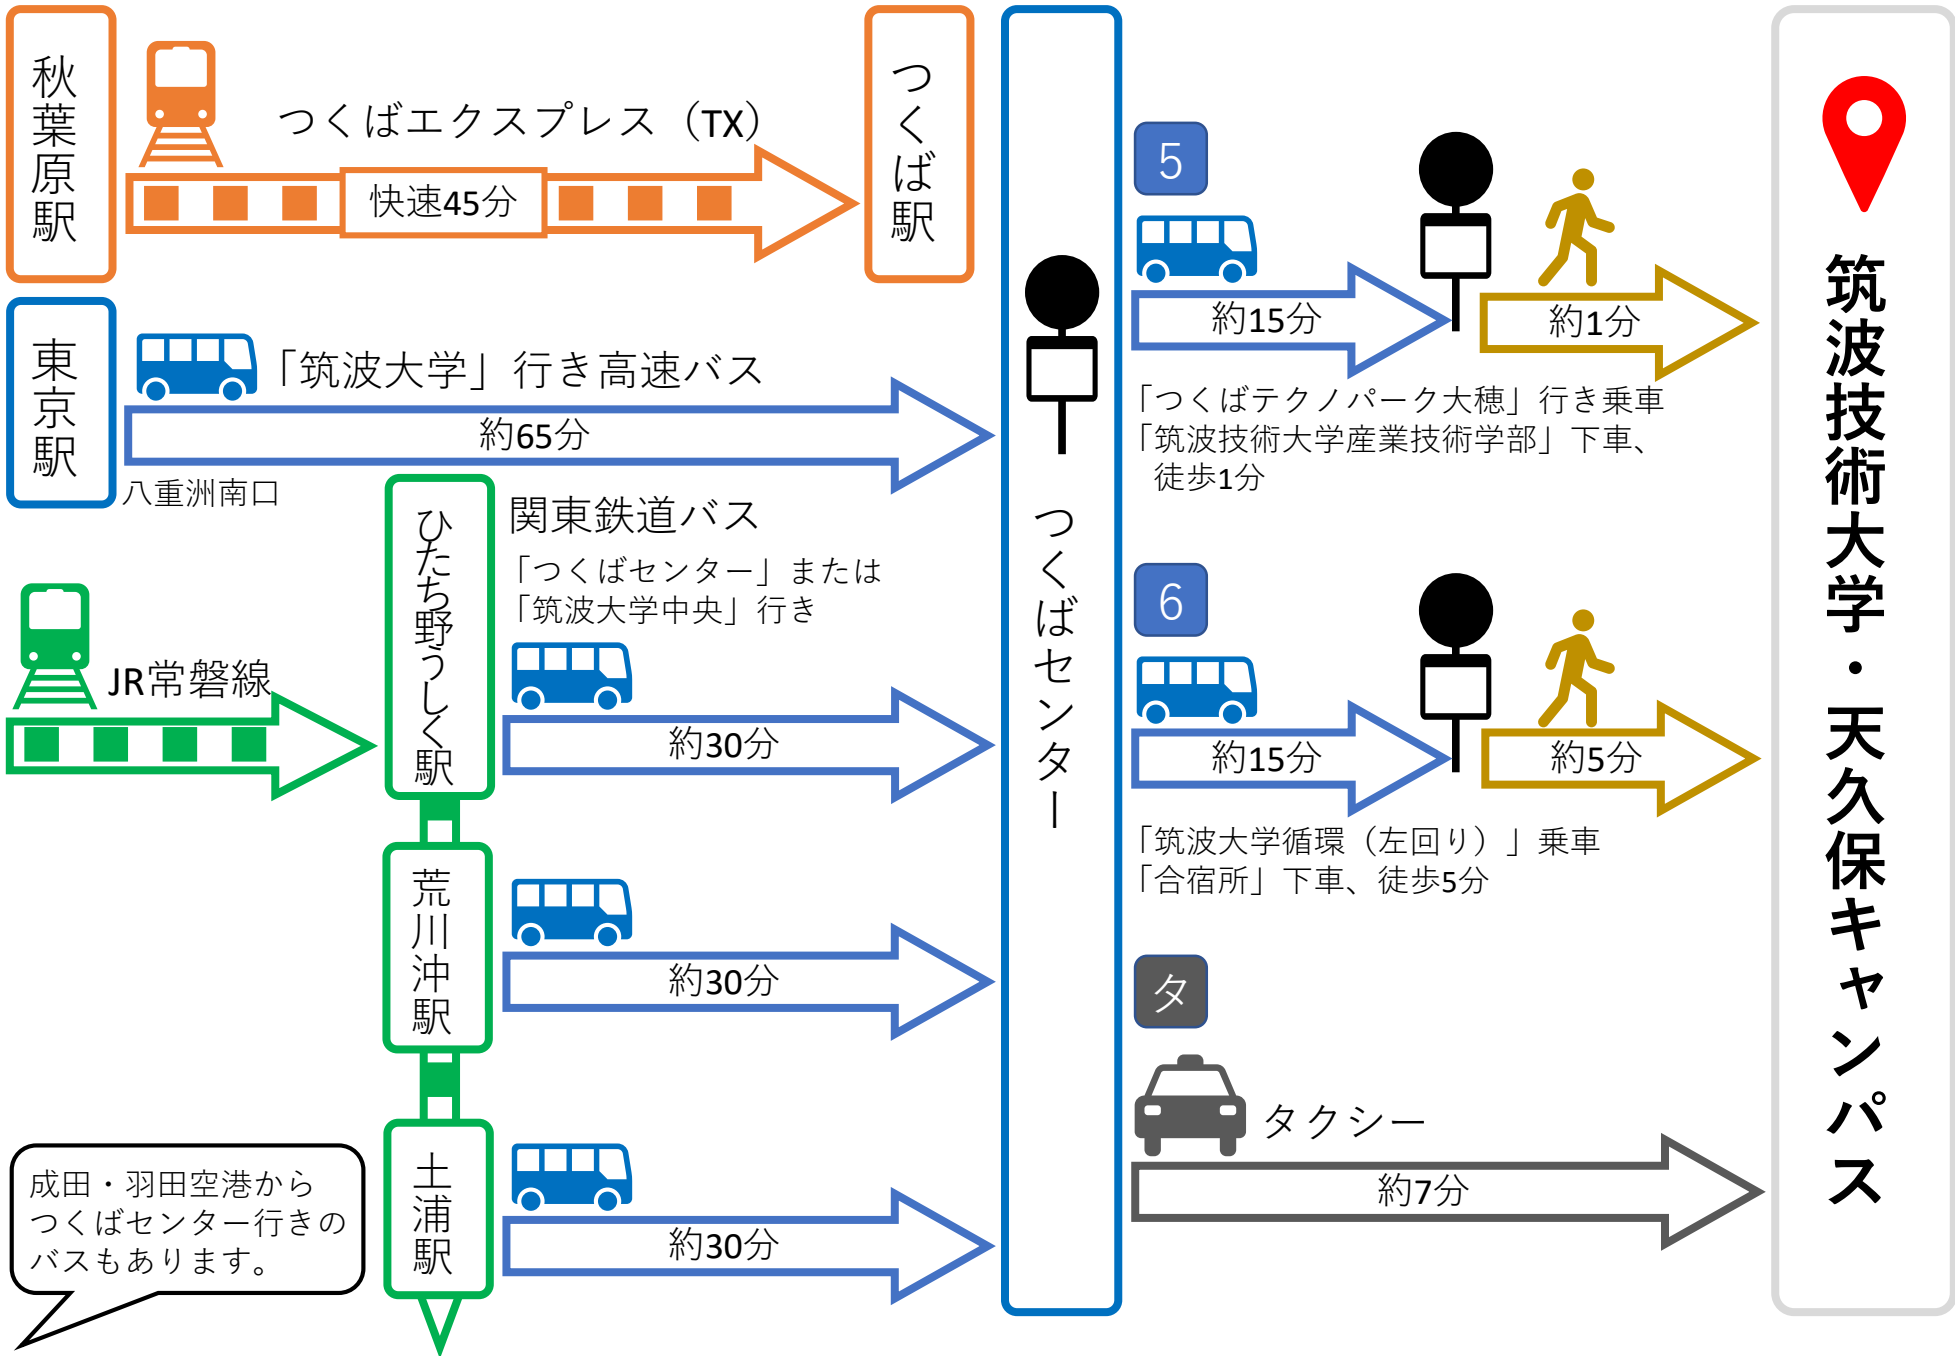 秋葉原駅
つくばエクスプレス（TX）
快速45分
つくば駅
東京駅
「筑波大学」行き高速バス
約65分
八重洲南口
JR常磐線
ひたち野うしく駅
関東鉄道バス
「つくばセンター」または
「筑波大学中央」行き
約30分
荒川沖駅
約30分
土浦駅
約30分
成田・羽田空港から
つくばセンター行きの
バスもあります。
つくばセンター
5
約15分
約1分
「つくばテクノパーク大穂」行き乗車
「筑波技術大学産業技術学部」下車、
徒歩1分
6
約15分
約5分
「筑波大学循環（左回り）」乗車
「合宿所」下車、徒歩5分
タ
タクシー
約7分
筑波技術大学・天久保キャンパス